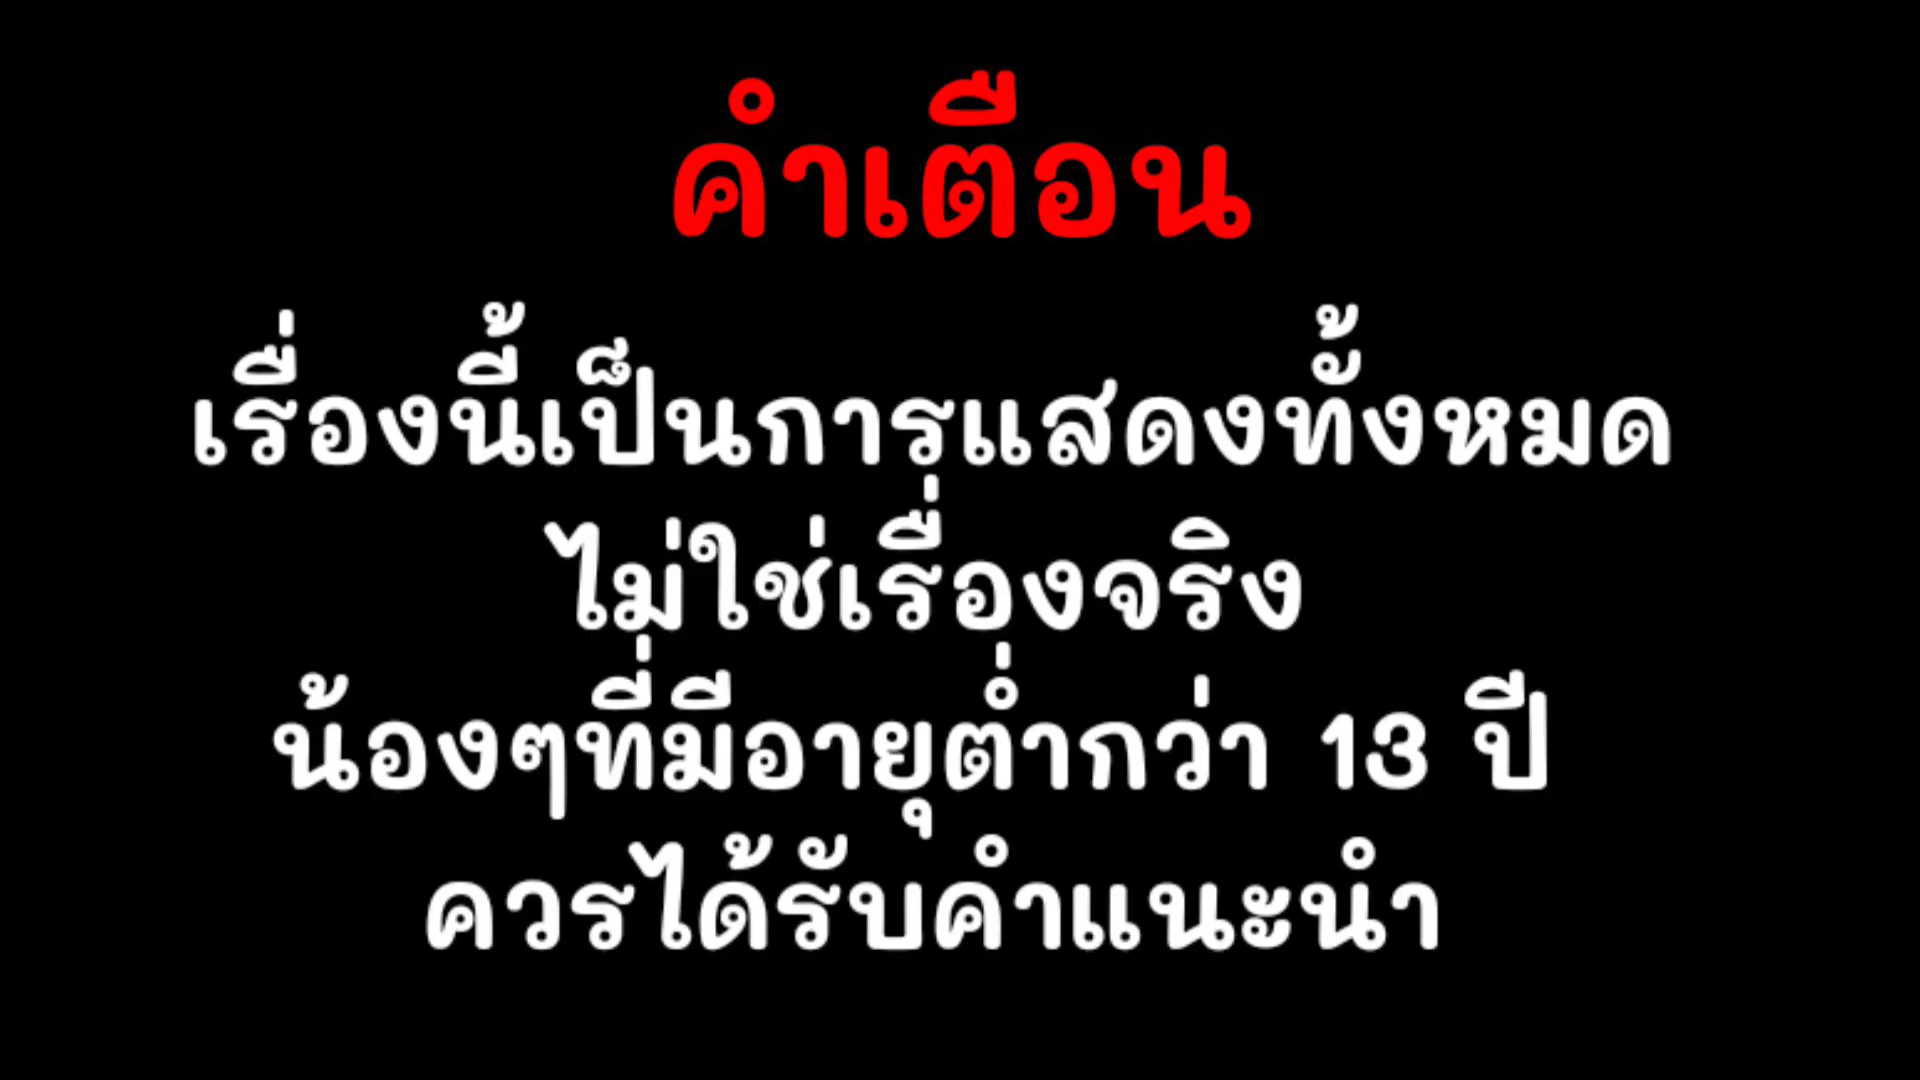 คำเตือน
เรื่องนี้เป็นการแสดงทั้งหมด
ไม่ใช่เรื่องจริง
น้องๆที่มีอายุต่ำกว่า 13 ปี
ควรได้รับคำแนะนำ